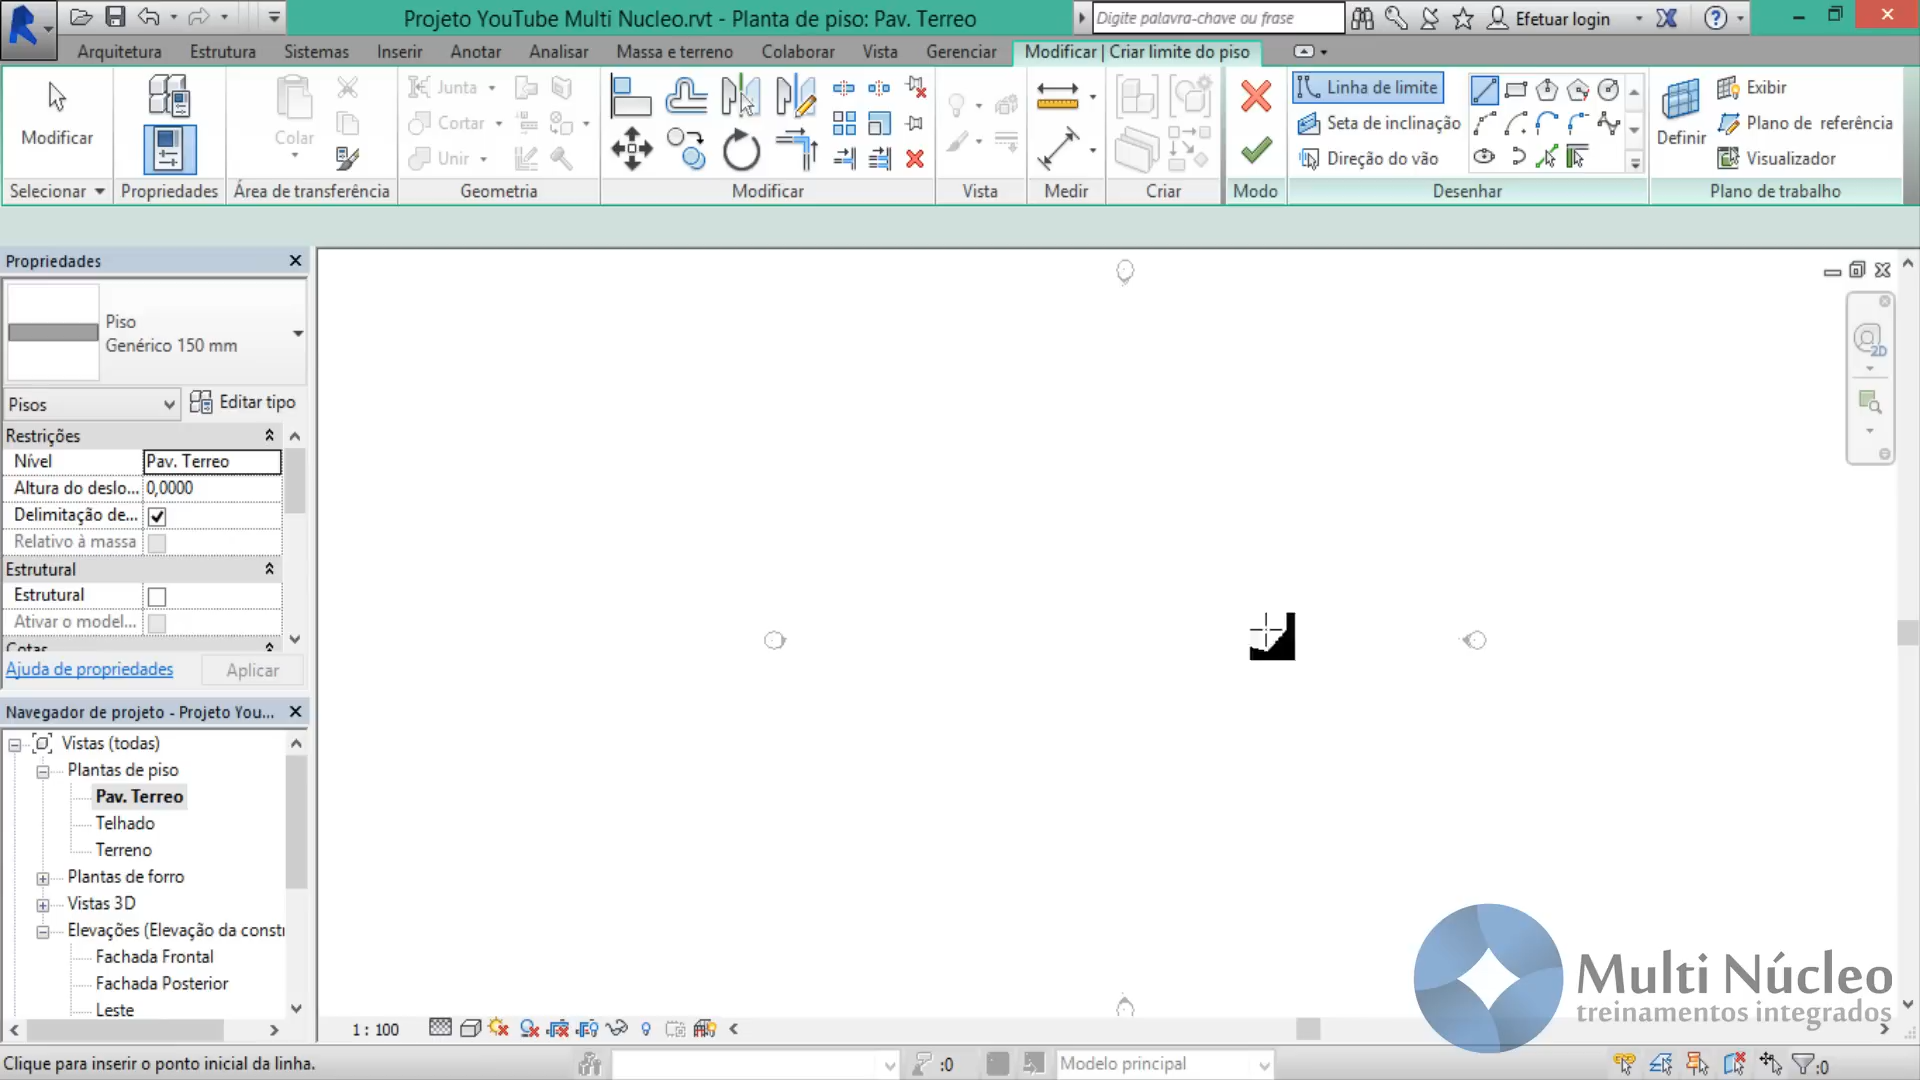 Projeto YouTube Multi Nucleo.rvt - Planta de piso: Pav. Terreo
Digite palavra-chave ou frase
Efetuar login
Arquitetura Estrutura Sistemas Inserir Anotar Analisar Massa e terreno Colaborar Vista Gerenciar Modificar | Criar limite do piso
Modificar
Colar
Junta
Cortar
Unir
Linha de limite
Seta de inclinação
Direção do vão
Definir
Exibir
Plano de referência
Visualizador
Selecionar Propriedades Área de transferência Geometria Modificar Vista Medir Criar Modo Desenhar Plano de trabalho
Propriedades
Piso
Genérico 150 mm
Pisos
Editar tipo
Restrições
Nível Pav. Terreo
Altura do deslo... 0,0000
Delimitação de...
Relativo à massa
Estrutural
Estrutural
Ativar o model...
Cotas
Ajuda de propriedades
Aplicar
2D
Navegador de projeto - Projeto You...
Vistas (todas)
Plantas de piso
Pav. Terreo
Telhado
Terreno
Plantas de forro
Vistas 3D
Elevações (Elevação da constr
Fachada Frontal
Fachada Posterior
Leste
1 : 100
Multi Núcleo
treinamentos integrados
Clique para inserir o ponto inicial da linha.
:0
Modelo principal
:0